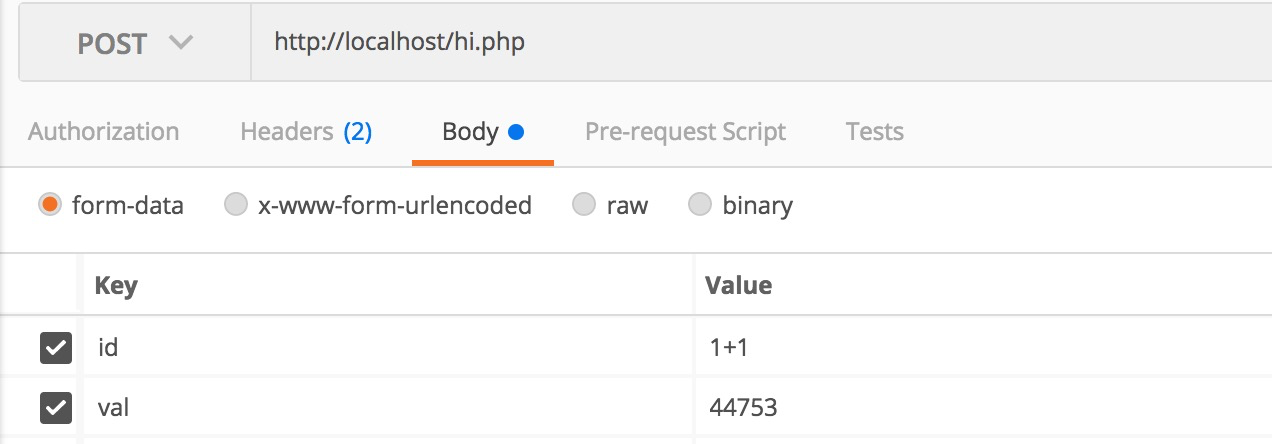 POST http://localhost/hi.php
Authorization Headers (2) Body Pre-request Script Tests
form-data x-www-form-urlencoded raw binary
Key Value
id 1+1
val 44753